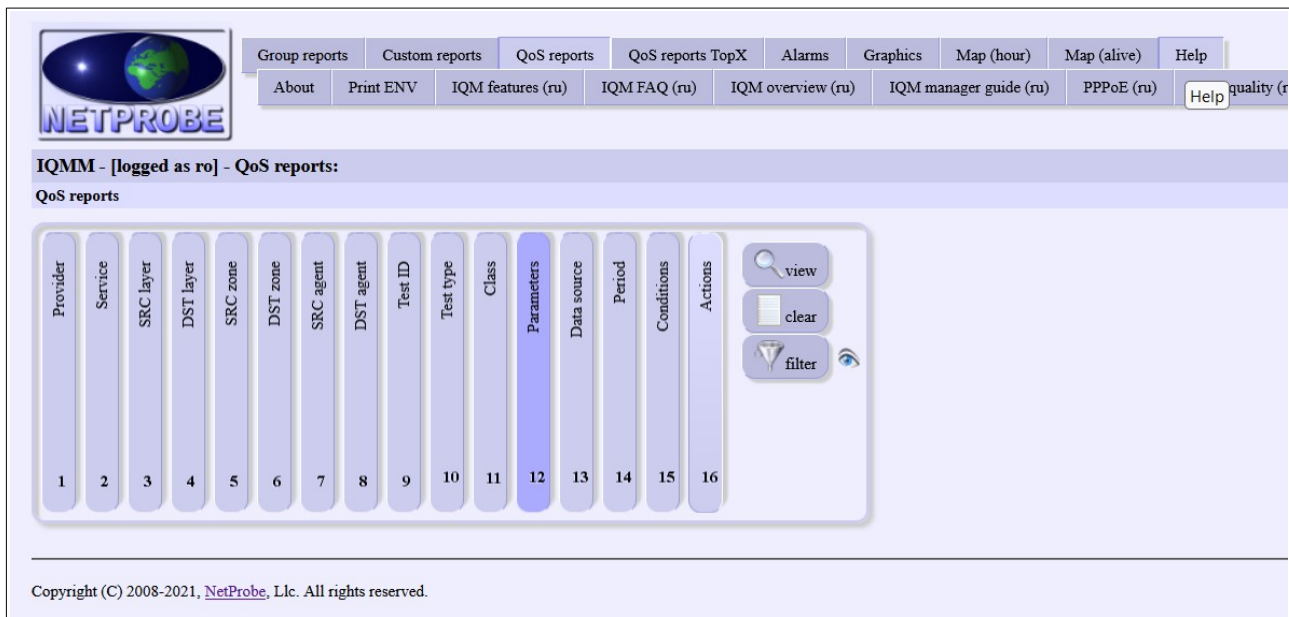 NETPROBE
Group reports Custom reports QoS reports QoS reports TopX Alarms Graphics Map (hour) Map (alive) Help
About Print ENV IQM features (ru) IQM FAQ (ru) IQM overview (ru) IQM manager guide (ru) PPPoE (ru) Help quality (r
IQMM - [logged as ro] - QoS reports:
QoS reports
Provider Service SRC layer DST layer SRC zone DST zone SRC agent DST agent Test ID Test type Class Parameters Data source Period Conditions Actions
view
clear
filter
1 2 3 4 5 6 7 8 9 10 11 12 13 14 15 16
Copyright (C) 2008-2021, NetProbe, Llc. All rights reserved.